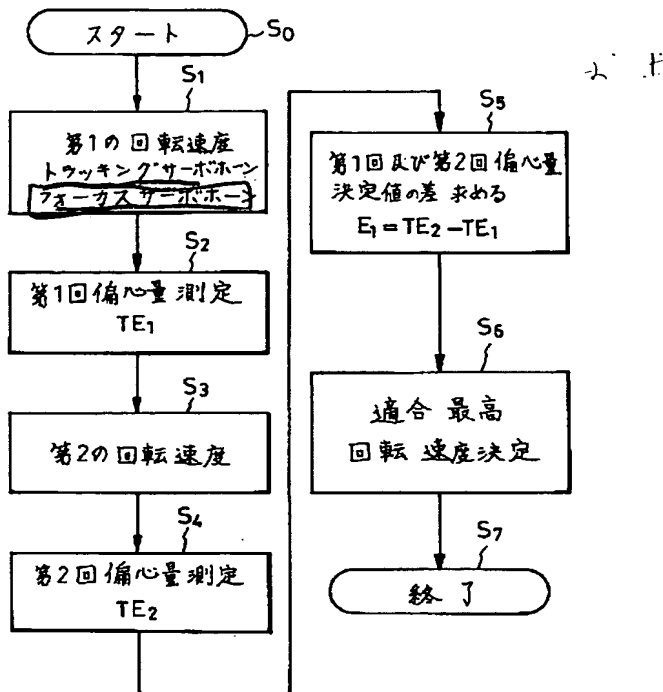 スタート
S0
S1
第1の回転速度
トラッキングサーボホーン
フォーカスサーボホーン
S2
第1回偏心量測定
TE1
S3
第2の回転速度
S4
第2回偏心量測定
TE2
S5
第1回及び第2回偏心量
決定値の差求める
E1=TE2-TE1
S6
適合最高
回転速度決定
S7
終了